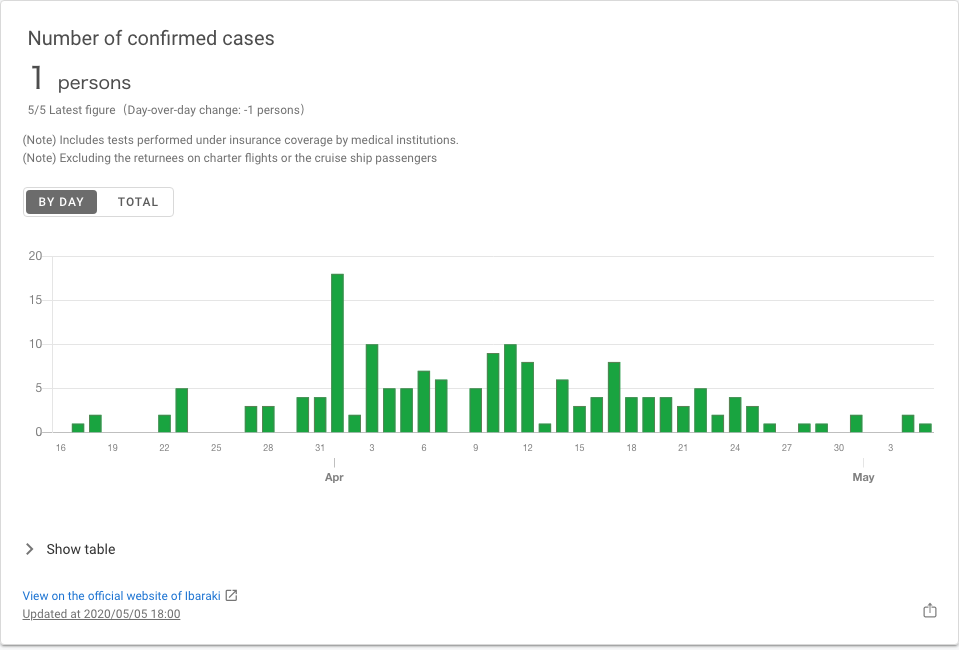 Number of confirmed cases
1 persons
5/5 Latest figure（Day-over-day change: -1 persons）
(Note) Includes tests performed under insurance coverage by medical institutions.
(Note) Excluding the returnees on charter flights or the cruise ship passengers
BY DAY TOTAL
20
15
10
5
0
16 19 22 25 28 31 3 6 9 12 15 18 21 24 27 30 3
Apr May
Show table
View on the official website of Ibaraki
Updated at 2020/05/05 18:00